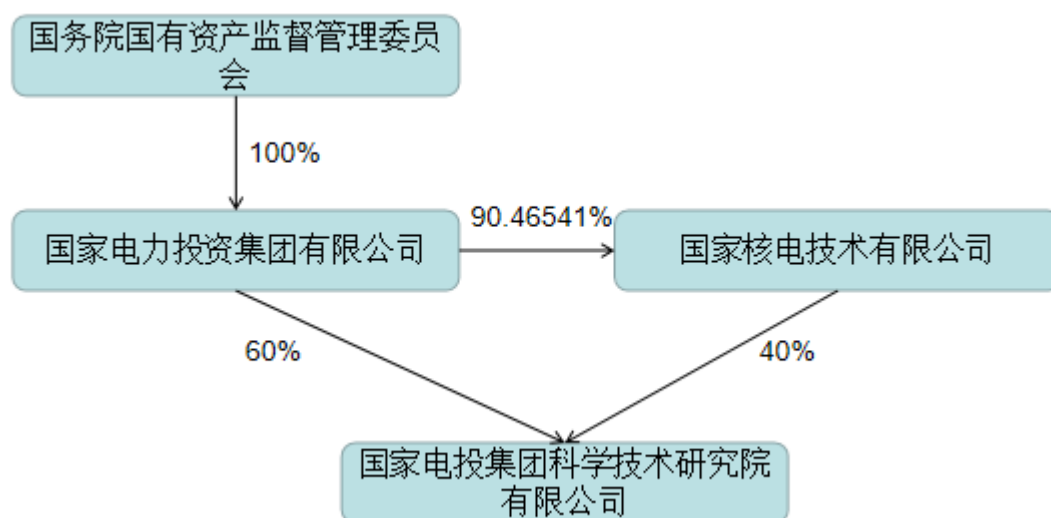 国务院国有资产监督管理委员
会
100%
90.46541%
国家电力投资集团有限公司
国家核电技术有限公司
60%
40%
国家电投集团科学技术研究院
有限公司